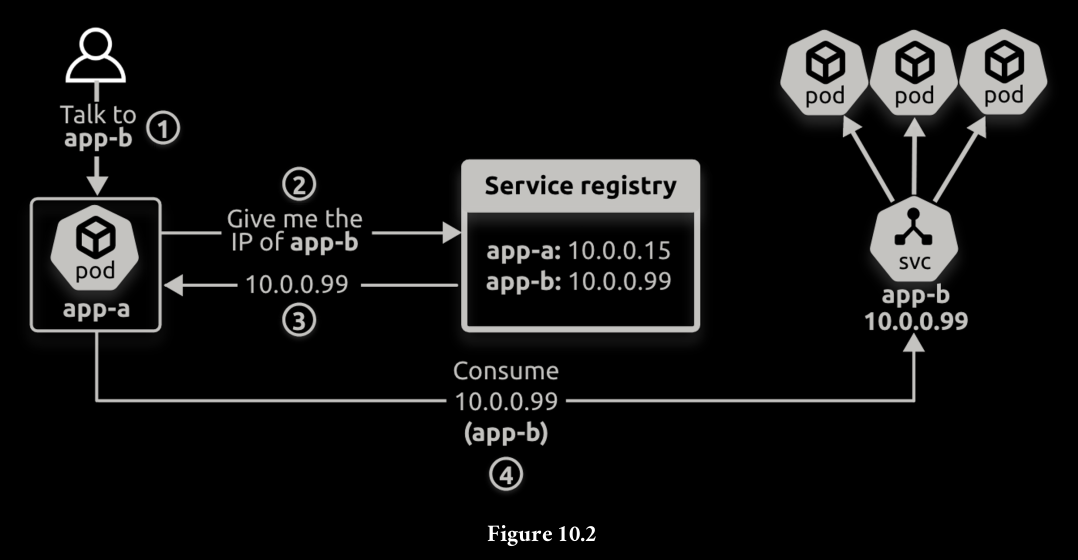 Talk to
app-b
1
pod
app-a
2
Give me the
IP of app-b
10.0.0.99
3
Service registry
app-a: 10.0.0.15
app-b: 10.0.0.99
pod
pod
pod
svc
app-b
10.0.0.99
Consume
10.0.0.99
(app-b)
4
Figure 10.2